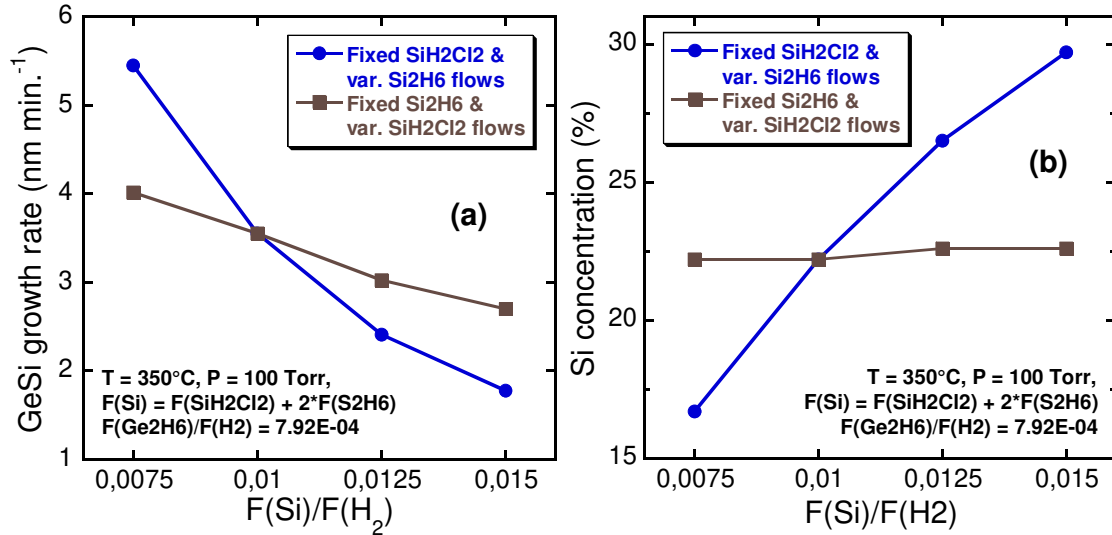 6
5
4
3
2
1
GeSi growth rate (nm min.⁻¹)
Fixed SiH2Cl2 &
var. Si2H6 flows
Fixed Si2H6 &
var. SiH2Cl2 flows
(a)
T = 350°C, P = 100 Torr,
F(Si) = F(SiH2Cl2) + 2*F(S2H6)
F(Ge2H6)/F(H2) = 7.92E-04
0,0075 0,01 0,0125 0,015
F(Si)/F(H₂)
30
25
20
15
Si concentration (%)
Fixed SiH2Cl2 &
var. Si2H6 flows
Fixed Si2H6 &
var. SiH2Cl2 flows
(b)
T = 350°C, P = 100 Torr,
F(Si) = F(SiH2Cl2) + 2*F(S2H6)
F(Ge2H6)/F(H2) = 7.92E-04
0,0075 0,01 0,0125 0,015
F(Si)/F(H2)